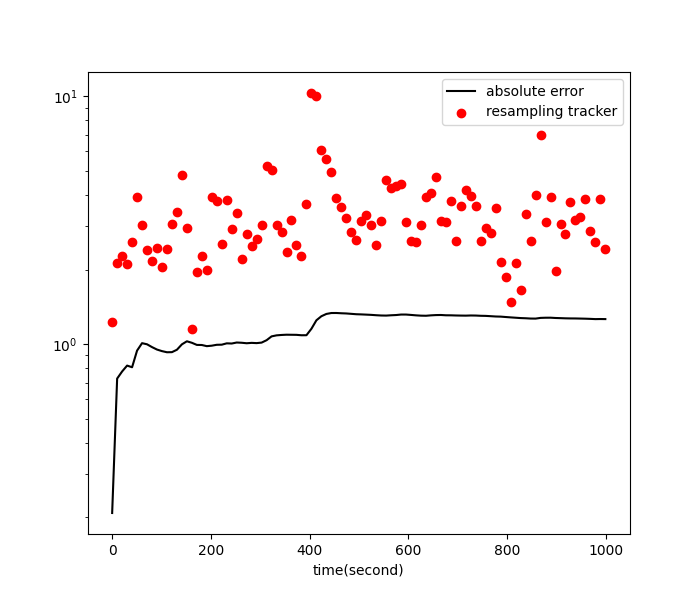 absolute error
resampling tracker
10¹
10⁰
0 200 400 600 800 1000
time(second)